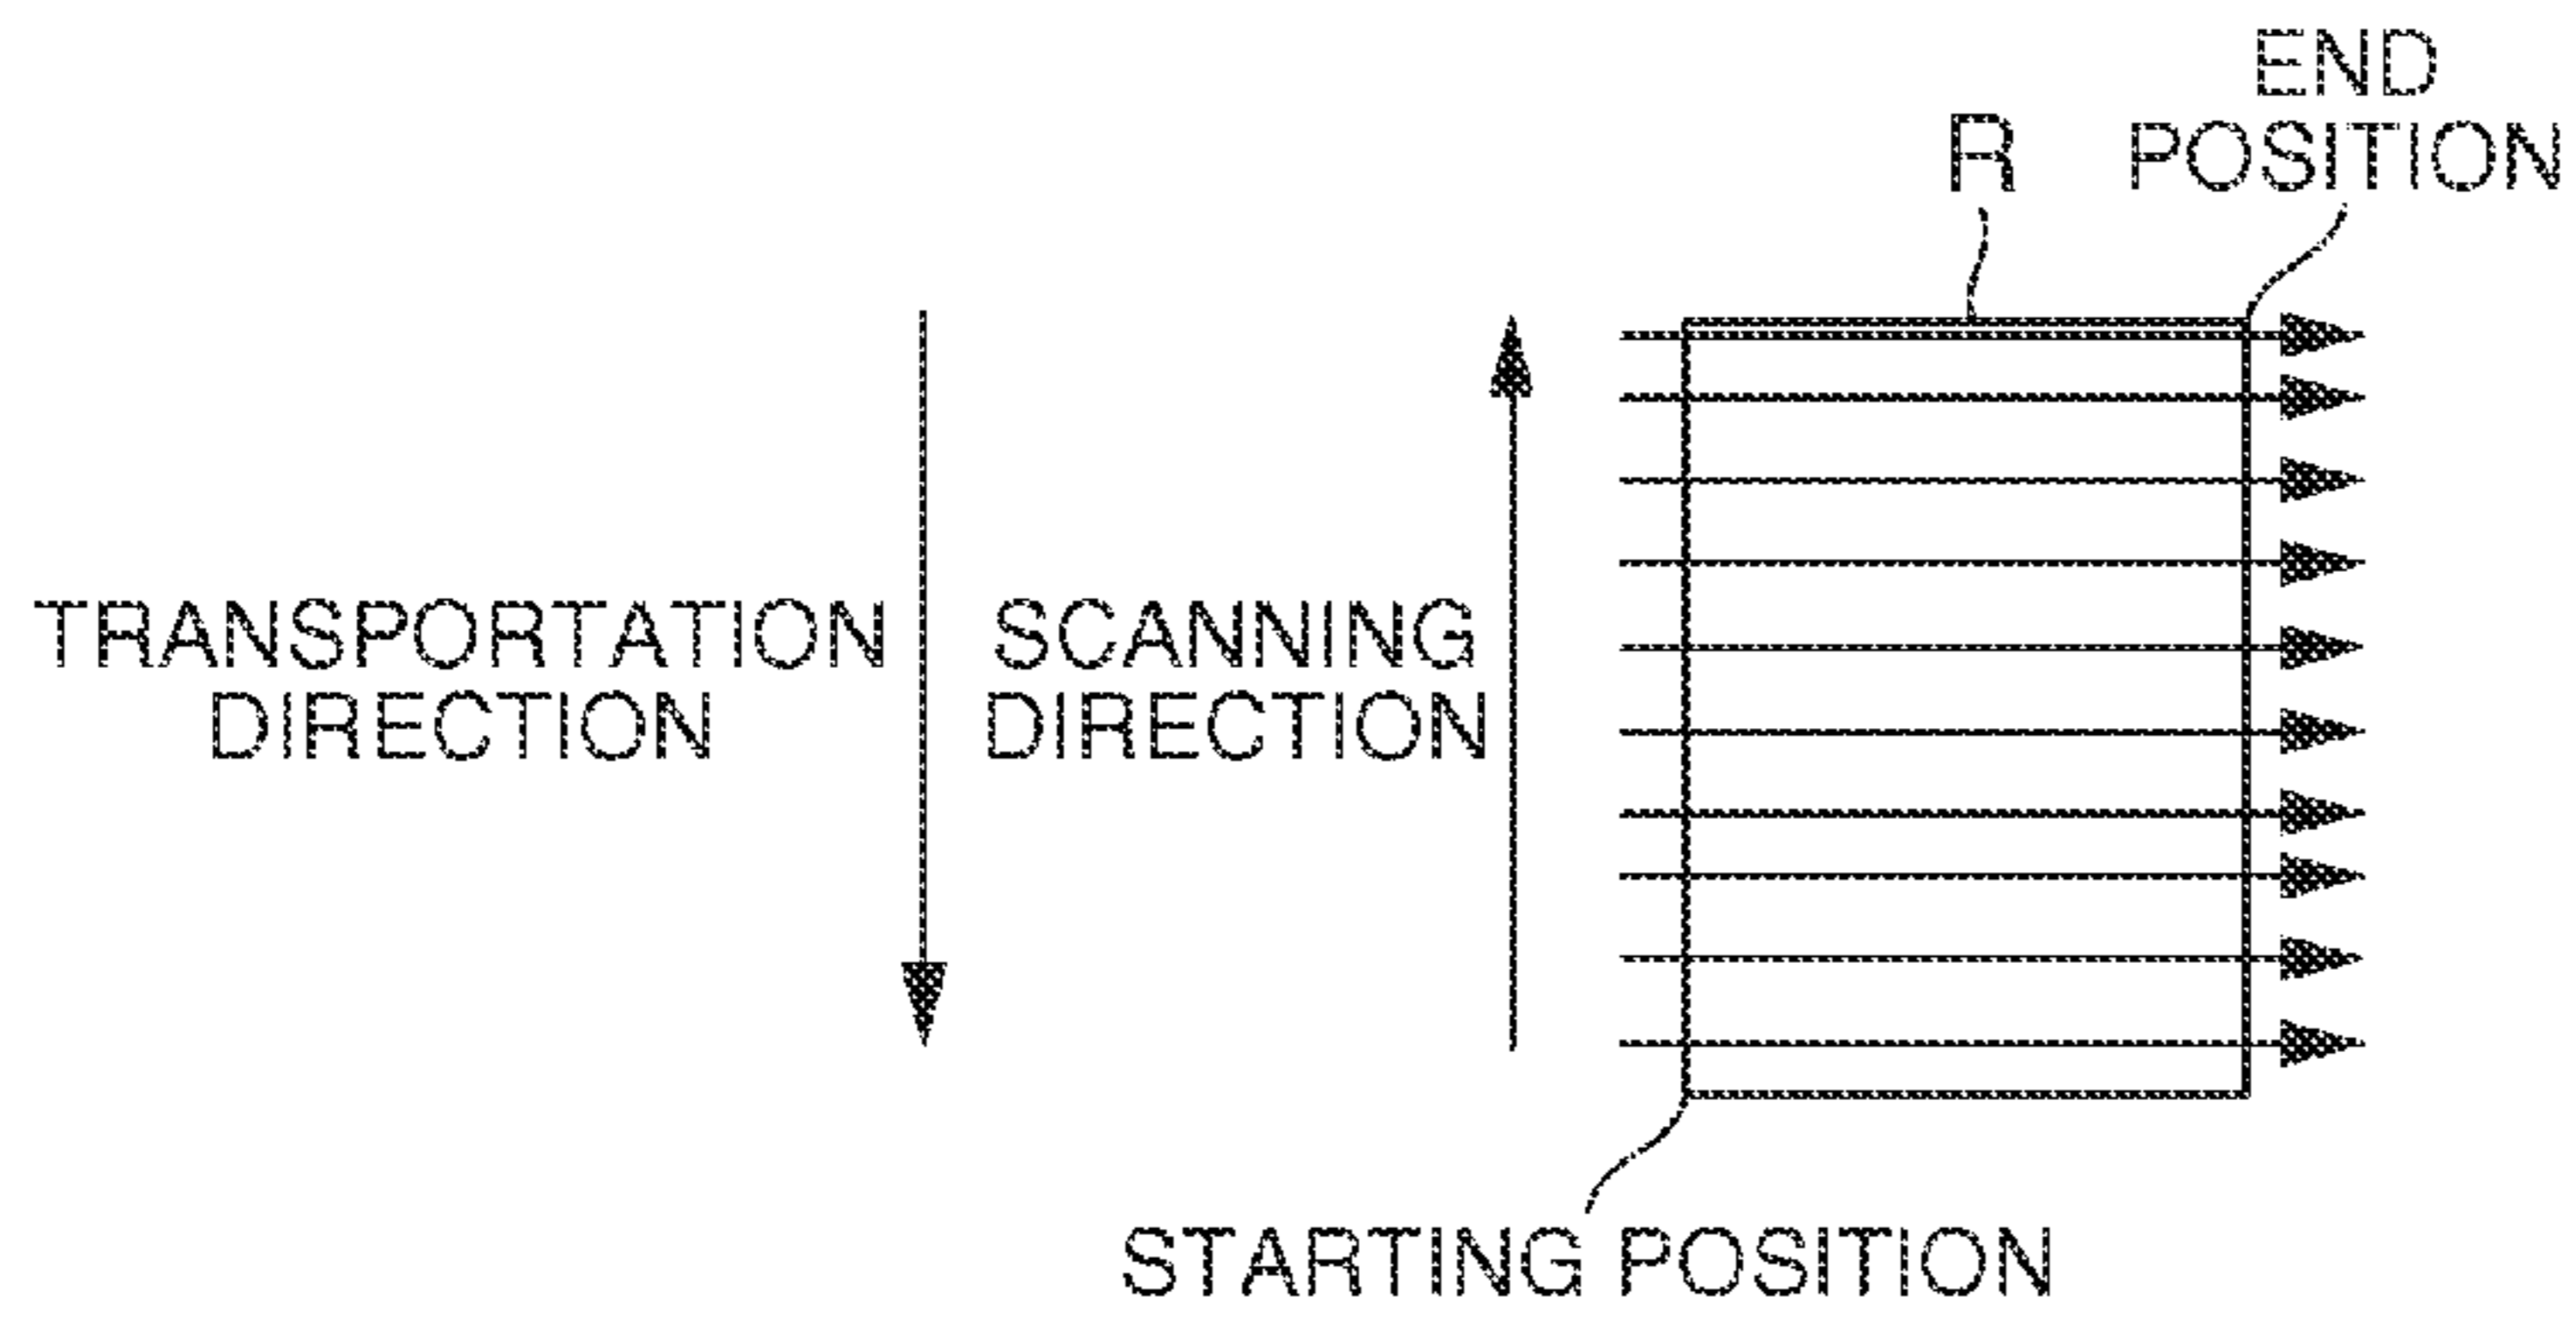 END
POSITION
R
TRANSPORTATION
DIRECTION
SCANNING
DIRECTION
STARTING POSITION